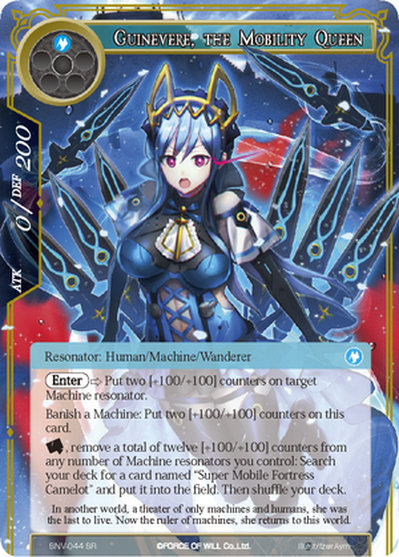 Guinevere, the Mobility Queen
ATK 0 / DEF 200
Resonator: Human/Machine/Wanderer
Enter ⇨ Put two [+100/+100] counters on target
Machine resonator.
Banish a Machine: Put two [+100/+100] counters on this
card.
, remove a total of twelve [+100/+100] counters from
any number of Machine resonators you control: Search
your deck for a card named “Super Mobile Fortress
Camelot” and put it into the field. Then shuffle your deck.
In another world, a theater of only machines and humans, she was
the last to live. Now the ruler of machines, she returns to this world.
SNV-044 SR
©FORCE OF WILL Co.,Ltd.